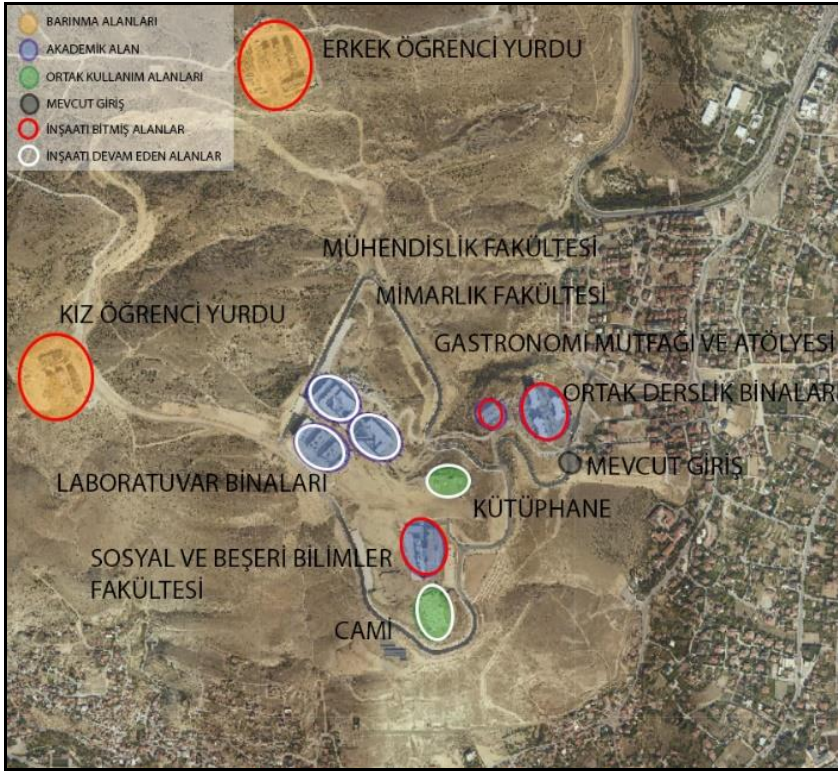 BARINMA ALANLARI
AKADEMİK ALAN
ORTAK KULLANIM ALANLARI
MEVCUT GİRİŞ
İNŞAATI BİTMİŞ ALANLAR
İNŞAATI DEVAM EDEN ALANLAR
ERKEK ÖĞRENCİ YURDU
MÜHENDİSLİK FAKÜLTESİ
MİMARLIK FAKÜLTESİ
KIZ ÖĞRENCİ YURDU
GASTRONOMİ MUTFAĞI VE ATÖLYESİ
ORTAK DERSLİK BİNALAR
MEVCUT GİRİŞ
LABORATUVAR BİNALARI
KÜTÜPHANE
SOSYAL VE BEŞERİ BİLİMLER
FAKÜLTESİ
CAMİ